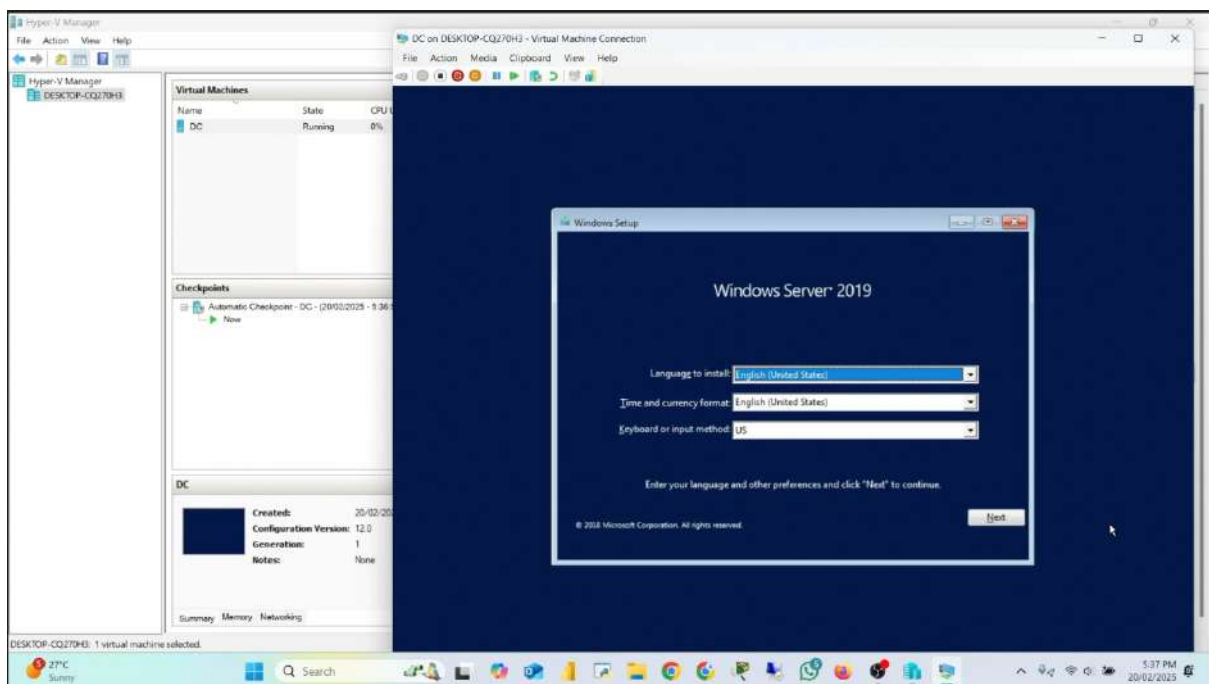 Hyper-V Manager
File Action View Help
Hyper-V Manager
DESKTOP-CQ270H3
Virtual Machines
Name State CPU U
DC Running 0%
Checkpoints
Automatic Checkpoint - DC - (20/02/2025 - 5:36:
Now
DC
Created: 20/02/202
Configuration Version: 12.0
Generation: 1
Notes: None
Summary Memory Networking
DESKTOP-CQ270H3: 1 virtual machine selected.
DC on DESKTOP-CQ270H3 - Virtual Machine Connection
File Action Media Clipboard View Help
Windows Setup
Windows Server 2019
Language to install: English (United States)
Time and currency format: English (United States)
Keyboard or input method: US
Enter your language and other preferences and click "Next" to continue.
© 2018 Microsoft Corporation. All rights reserved.
Next
27°C
Sunny
Search
5:37 PM
20/02/2025